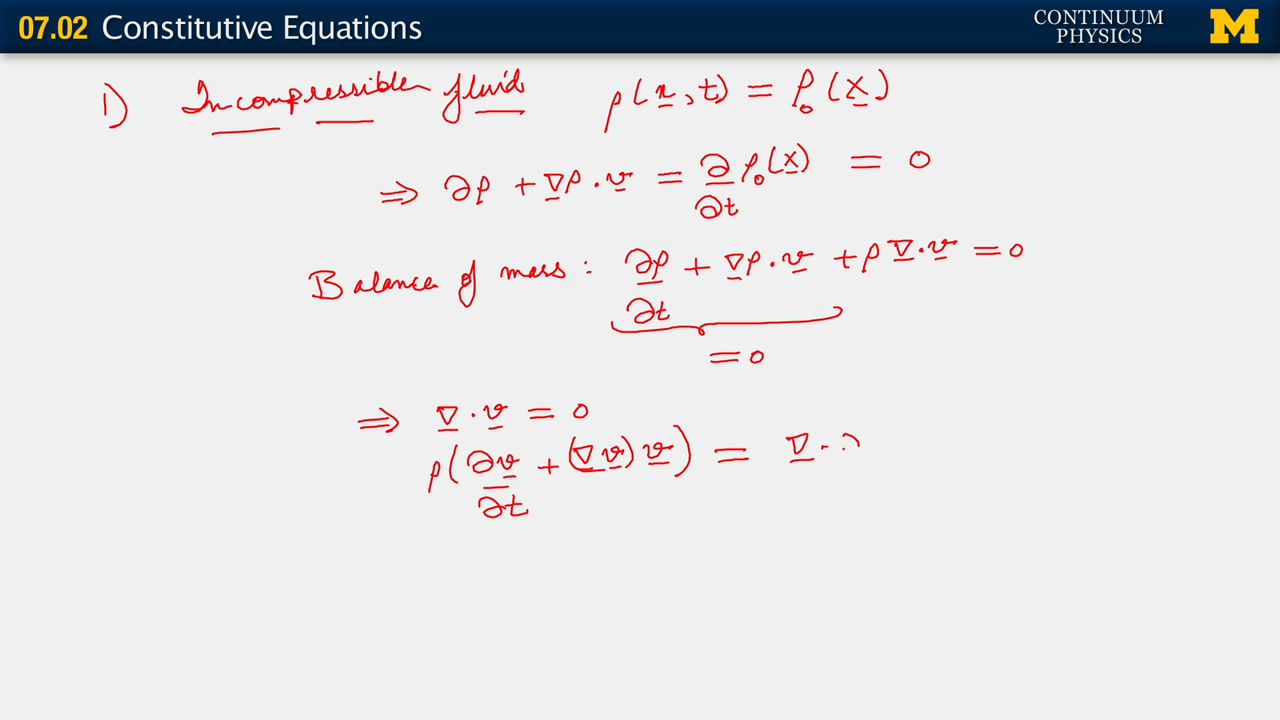 07.02 Constitutive Equations
CONTINUUM PHYSICS
M
1) Incompressible fluid ρ(x, t) = ρ₀(X)
⇒ ∂ρ + ∇ρ · v = ∂/∂t ρ₀(X) = 0
Balance of mass : ∂ρ/∂t + ∇ρ · v + ρ ∇ · v = 0
= 0
⇒ ∇ · v = 0
ρ(∂v/∂t + (∇v)v) = ∇ ·